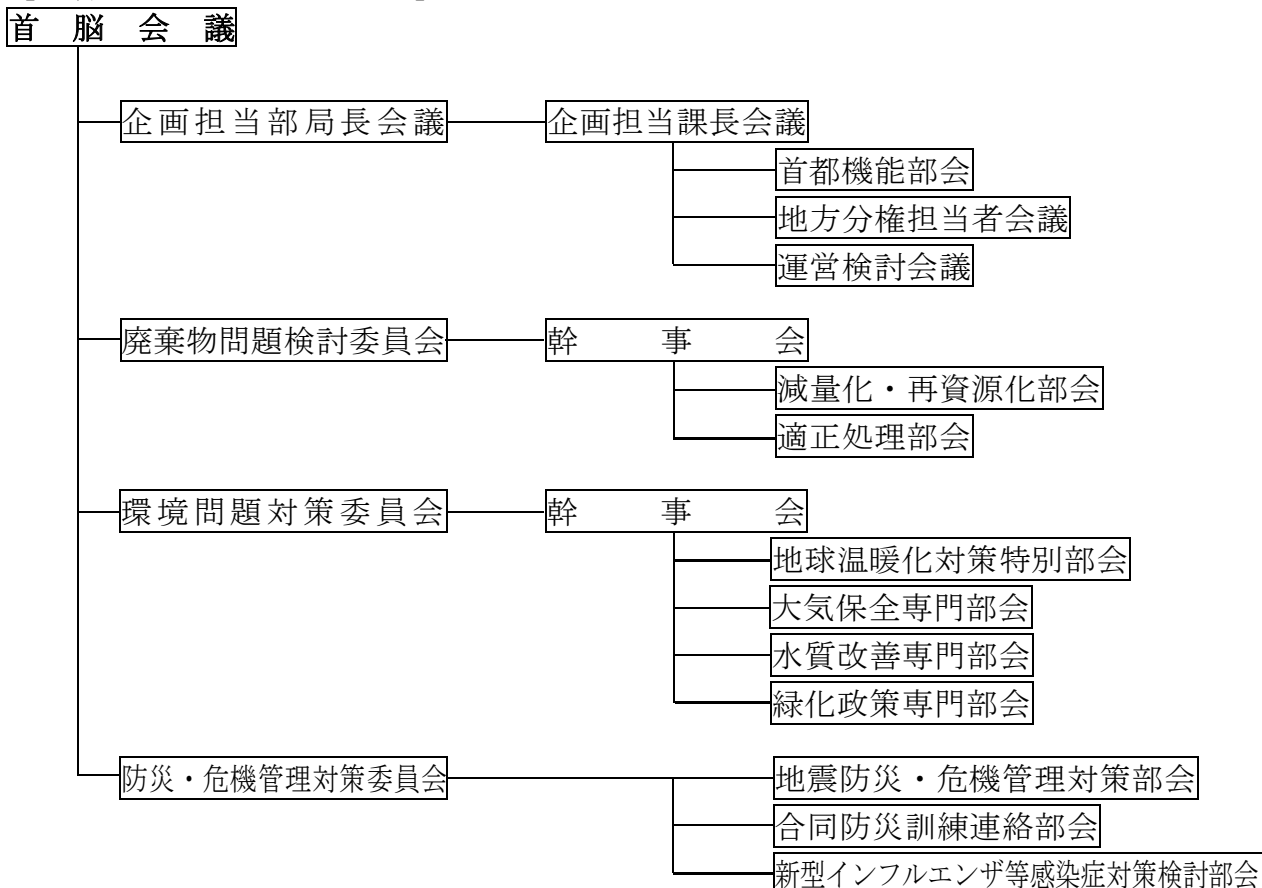 首脳会議
企画担当部局長会議 企画担当課長会議
首都機能部会
地方分権担当者会議
運営検討会議
廃棄物問題検討委員会 幹事会
減量化・再資源化部会
適正処理部会
環境問題対策委員会 幹事会
地球温暖化対策特別部会
大気保全専門部会
水質改善専門部会
緑化政策専門部会
防災・危機管理対策委員会 地震防災・危機管理対策部会
合同防災訓練連絡部会
新型インフルエンザ等感染症対策検討部会